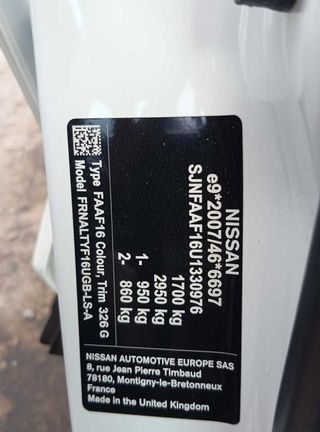 NISSAN
e9*2007/46*6697
SJNFAAF16U1330976
1700 kg
2950 kg
1- 950 kg
2- 860 kg
Type FAAF16 Colour, Trim 326 G
Model FRNALTYF16UGB-LS-A
NISSAN AUTOMOTIVE EUROPE SAS
8, rue Jean Pierre Timbaud
78180, Montigny-le-Bretonneux
France
Made in the United Kingdom